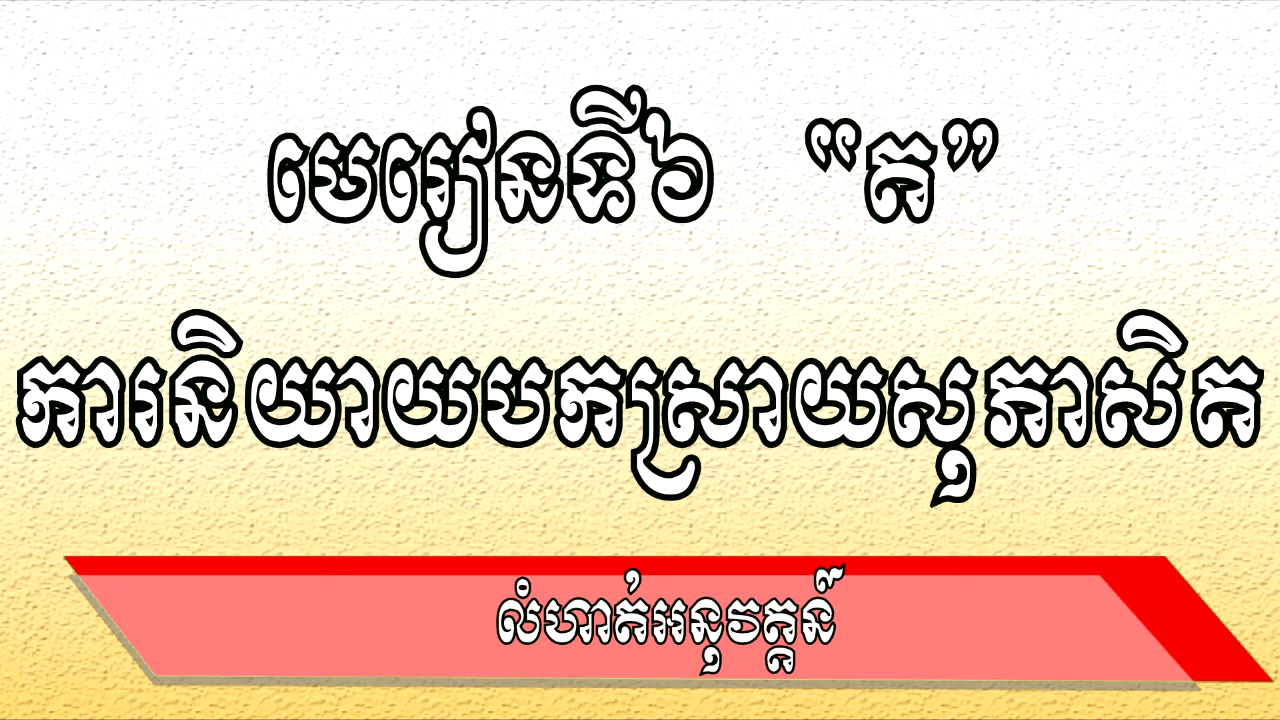 មេរៀនទី៦ “ត”
ការនិយាយបកស្រាយសុភាសិត
លំហាត់អនុវត្តន៍